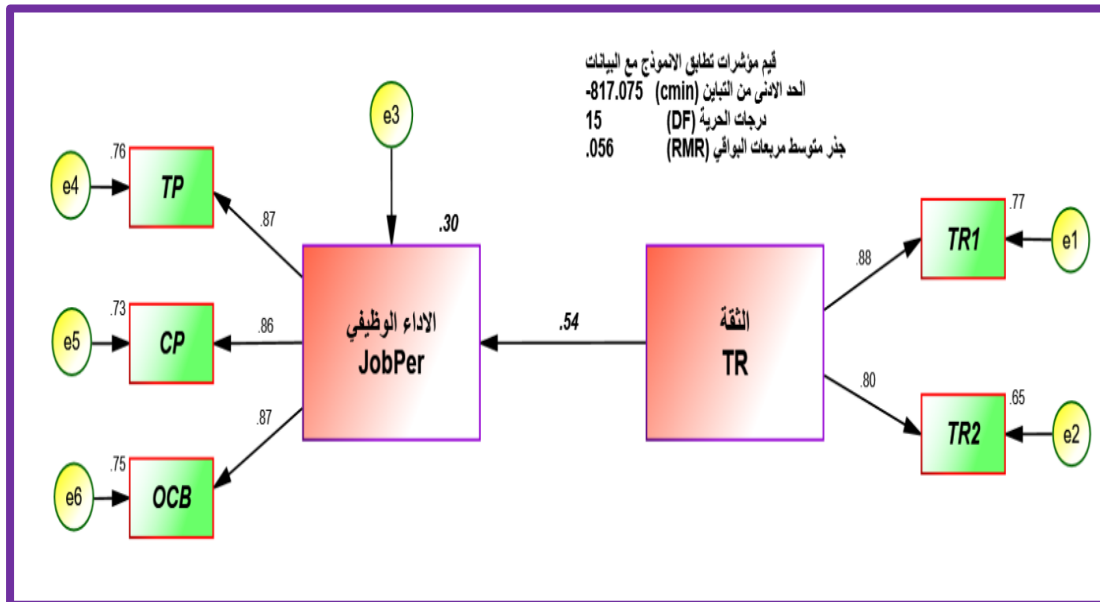 قيم مؤشرات تطابق الانموذج مع البيانات
الحد الادنى من التباين (cmin) -817.075
درجات الحرية (DF) 15
جذر متوسط مربعات البواقي (RMR) .056
e3
e4
.76
TP
.87
.30
e5
.73
CP
.86
الاداء الوظيفي
JobPer
.54
الثقة
TR
e6
.75
OCB
.87
.88
.77
TR1
e1
.80
.65
TR2
e2